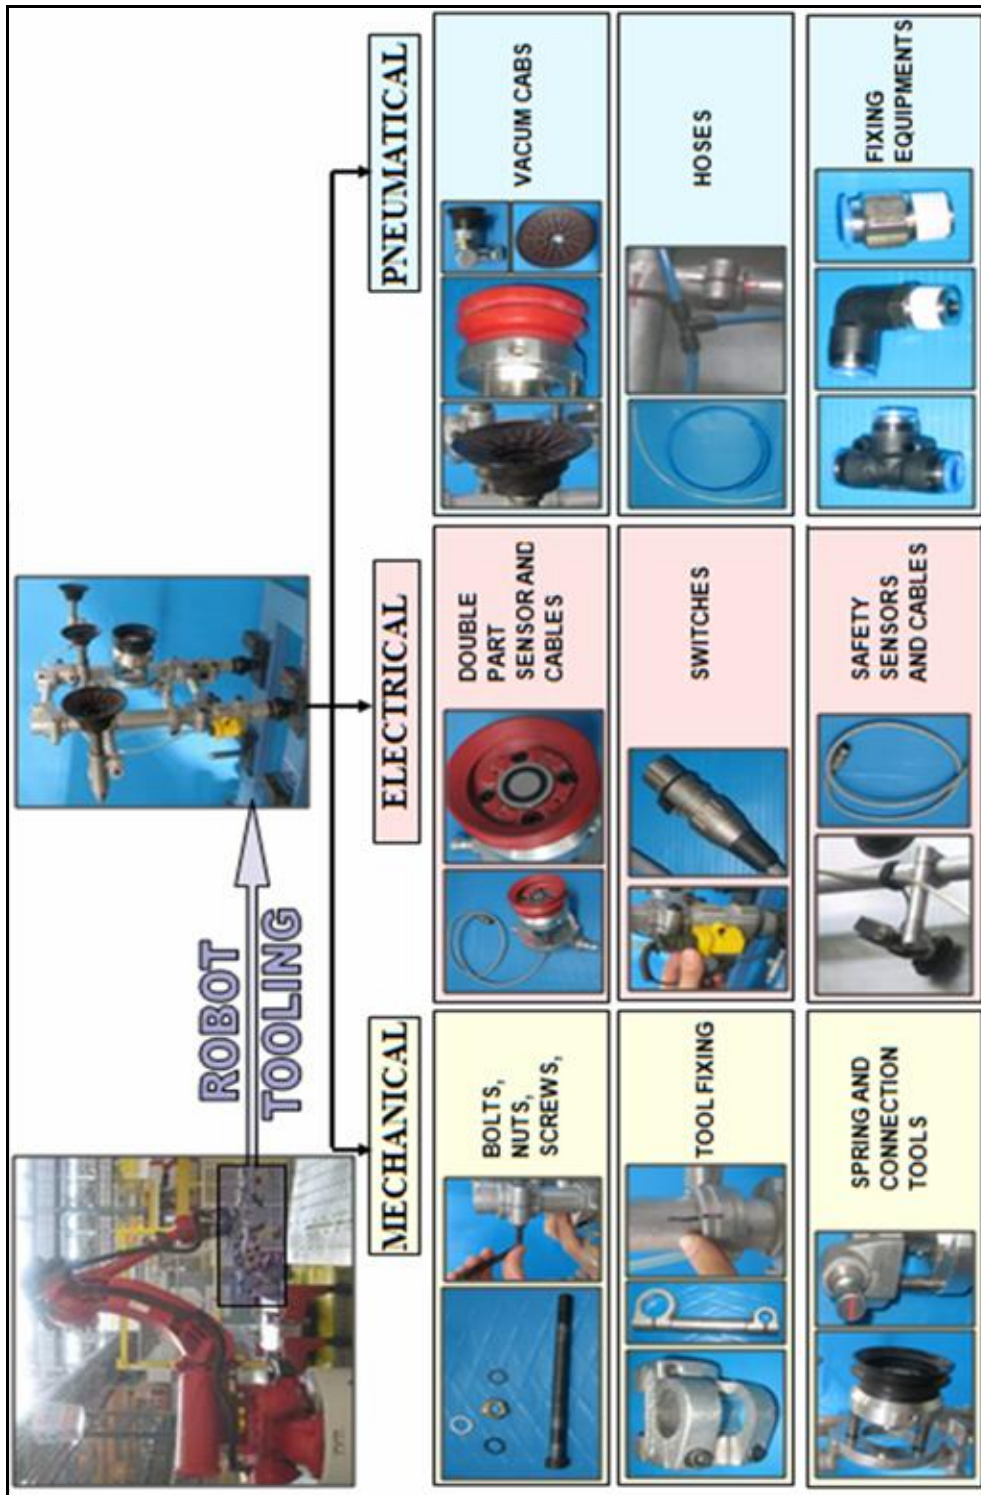 ROBOT
TOOLING
MECHANICAL
BOLTS,
NUTS,
SCREWS,
TOOL FIXING
SPRING AND
CONNECTION
TOOLS
ELECTRICAL
DOUBLE
PART
SENSOR AND
CABLES
SWITCHES
SAFETY
SENSORS
AND CABLES
PNEUMATICAL
VACUM CABS
HOSES
FIXING
EQUIPMENTS